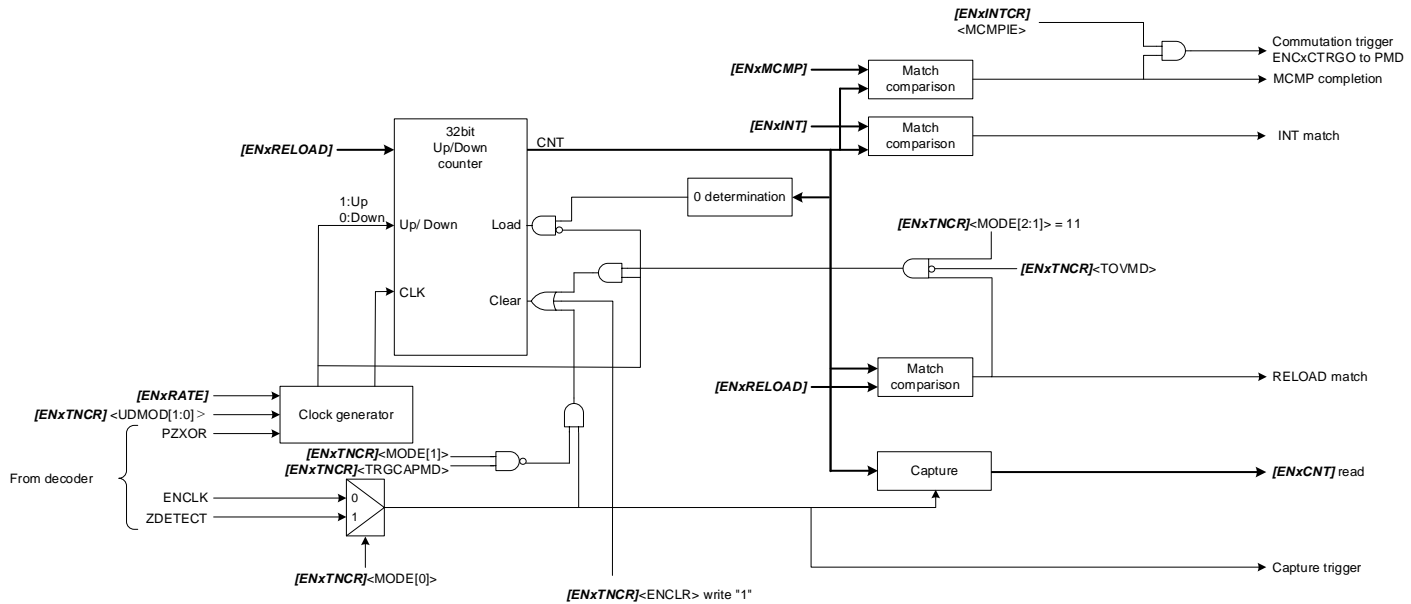 [ENxINTCR]
<MCMPIE>
Commutation trigger
ENCxCTRGO to PMD
[ENxMCMP]
Match
comparison
MCMP completion
32bit
Up/Down
counter
[ENxINT]
Match
comparison
INT match
[ENxRELOAD]
CNT
0 determination
1:Up
0:Down
Up/ Down
Load
[ENxTNCR]<MODE[2:1]> = 11
[ENxTNCR]<TOVMD>
CLK
Clear
Match
comparison
RELOAD match
[ENxRELOAD]
[ENxRATE]
[ENxTNCR] <UDMOD[1:0]>
PZXOR
Clock generator
From decoder
[ENxTNCR]<MODE[1]>
[ENxTNCR]<TRGCAPMD>
Capture
[ENxCNT] read
ENCLK
0
ZDETECT
1
Capture trigger
[ENxTNCR]<MODE[0]>
[ENxTNCR]<ENCLR> write "1"